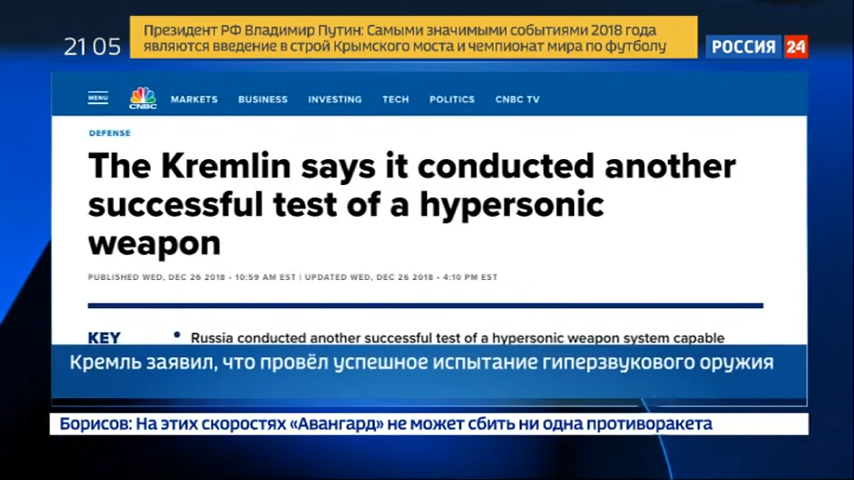 21 05
Президент РФ Владимир Путин: Самыми значимыми событиями 2018 года
являются введение в строй Крымского моста и чемпионат мира по футболу
РОССИЯ 24
MENU
CNBC
MARKETS BUSINESS INVESTING TECH POLITICS CNBC TV
DEFENSE
The Kremlin says it conducted another
successful test of a hypersonic
weapon
PUBLISHED WED, DEC 26 2018 • 10:59 AM EST | UPDATED WED, DEC 26 2018 • 4:10 PM EST
KEY • Russia conducted another successful test of a hypersonic weapon system capable
Кремль заявил, что провёл успешное испытание гиперзвукового оружия
Борисов: На этих скоростях «Авангард» не может сбить ни одна противоракета